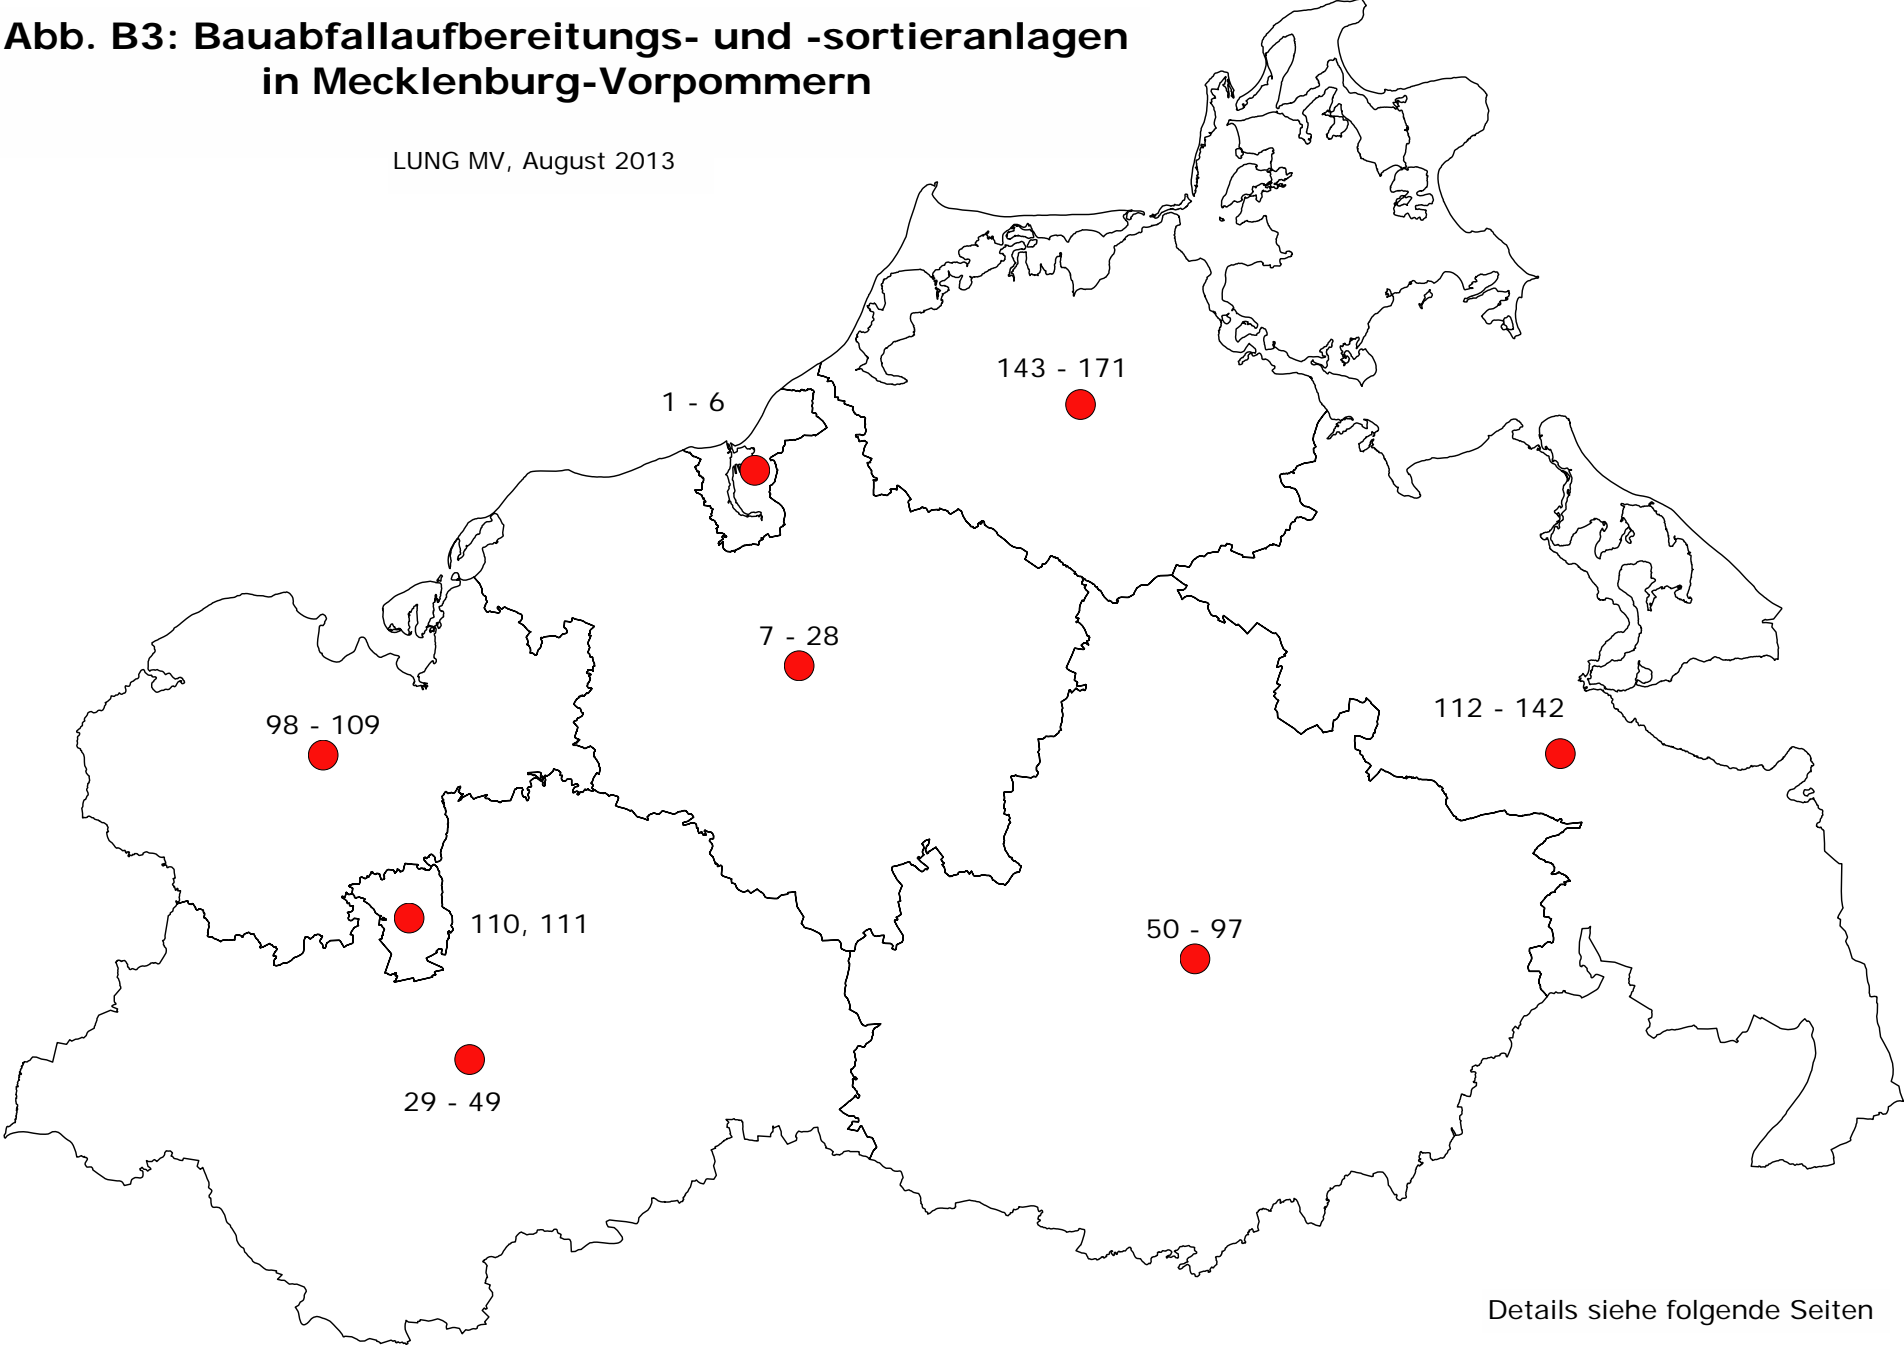 Abb. B3: Bauabfallaufbereitungs- und -sortieranlagen
in Mecklenburg-Vorpommern
LUNG MV, August 2013
143 - 171
1 - 6
7 - 28
112 - 142
98 - 109
110, 111
50 - 97
29 - 49
Details siehe folgende Seiten